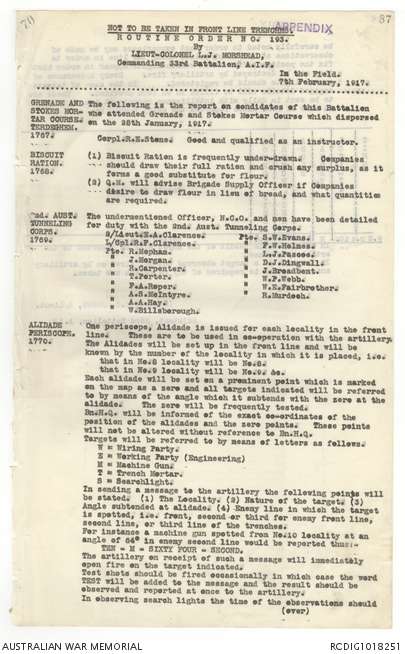 70 APPENDIX 37
NOT TO BE TAKEN IN FRONT LINE TRENCHES.
ROUTINE ORDER NO. 193.
By
LIEUT-COLONEL L.J. MORSHEAD,
Commanding 33rd Battalion, A.I.F.
In the Field.
7th February, 1917.
GRENADE AND The following is the report on candidates of this Battalion
STOKES MOR- who attended Grenade and Stokes Mortar Course which dispersed
TAR COURSE, on the 28th January, 1917.
TERDEGHEM.
1767. Corpl.R.H.Stone. Good and qualified as an instructor.
BISCUIT (1) Biscuit Ration is frequently under-drawn. Companies
RATION. should draw their full ration and crush any surplus, as it
1768. forms a good substitute for flour.
(2) Q.M. will advise Brigade Supply Officer if Companies
desire to draw flour in lieu of bread, and what quantities
are required.
2nd. AUST. The undermentioned Officer, N.C.O. and men have been detailed
TUNNELING for duty with the 2nd. Aust. Tunneling Corps.
CORPS. 2/Lieut.E.A.Clarence. Pte. S.W.Evans.
1769. L/Cpl.R.F.Clarence. " F.W.Heless.
Pte. R.Mephan. " L.J.Pascoe.
" J.Morgan. " D.J.Dingwall.
" R.Carpenter. " J.Broadbent.
" T.Porter. " W.P.Webb.
" F.A.Roper. " W.E.Fairbrother.
" A.S.McIntyre. " R.Murdoch.
" A.A.Hay.
" W.Billsborough.
ALIDADE One periscope, Alidade is issued for each locality in the front
PERISCOPE. line. These are to be used in co-operation with the artillery.
1770. The Alidades will be set up in the front line and will be
known by the number of the locality in which it is placed, i.e.
that in No.8 locality will be No.8.
that in No.9 locality will be No.9. &c.
Each alidade will be set on a prominent point which is marked
on the map as a zero and all targets indicated will be referred
to by means of the angle which it subtends with the zero at the
alidade. The zero will be frequently tested.
Bn.H.Q. will be informed of the exact co-ordinates of the
position of the alidades and the zero points. These points
will not be altered without reference to Bn.H.Q.
Targets will be referred to by means of letters as follows.
W = Wiring Party.
E = Working Party (Engineering)
M = Machine Gun.
T = Trench Mortar.
S = Searchlight.
In sending a message to the artillery the following points will
be stated. (1) The Locality. (2) Nature of the target. (3)
Angle subtended at alidade. (4) Enemy line in which the target
is spotted, i.e. front, second or third for enemy front line,
second line, or third line of the trenches.
For instance a machine gun spotted from No.10 locality at an
angle of 64° in enemy second line would be reported thus:-
TEN = M = SIXTY FOUR = SECOND.
The artillery on receipt of such a message will immediately
open fire on the target indicated.
Test shots should be fired occasionally in which case the word
TEST will be added to the message and the result should be
observed and reported at once to the artillery.
In observing search lights the time of the observations should
(over)
AUSTRALIAN WAR MEMORIAL RCDIG1018251